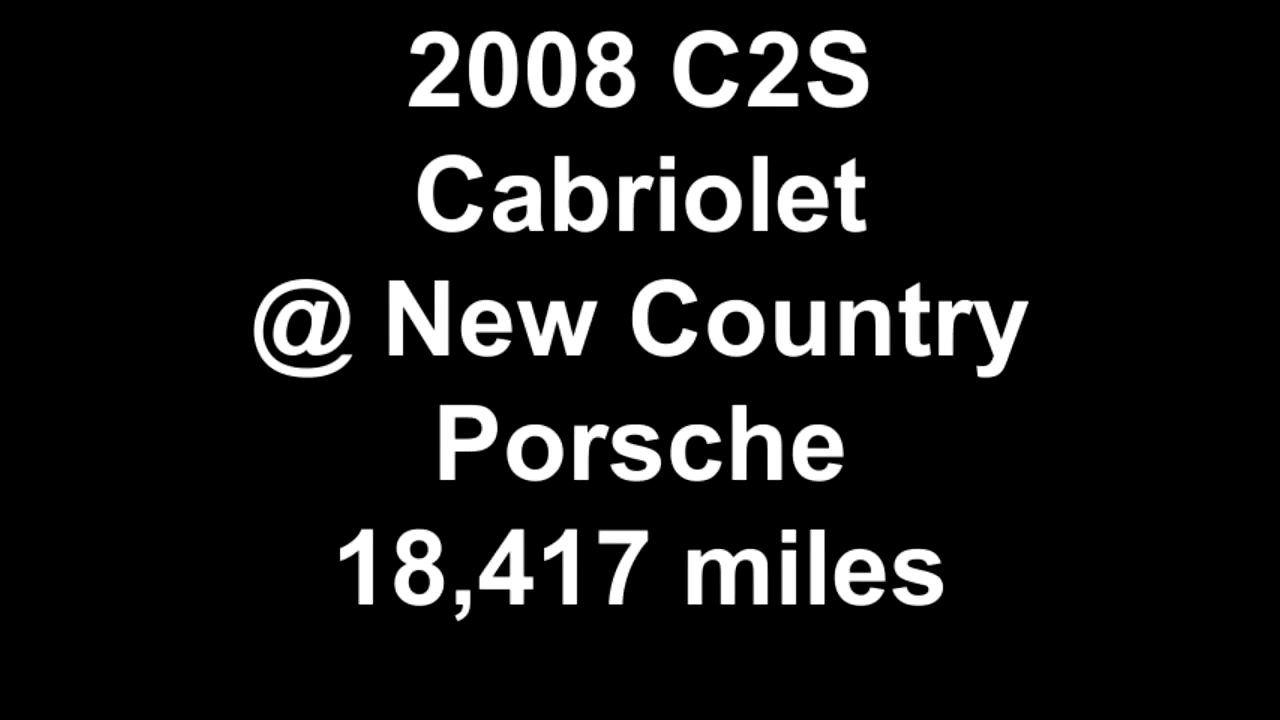 2008 C2S
Cabriolet
@ New Country
Porsche
18,417 miles